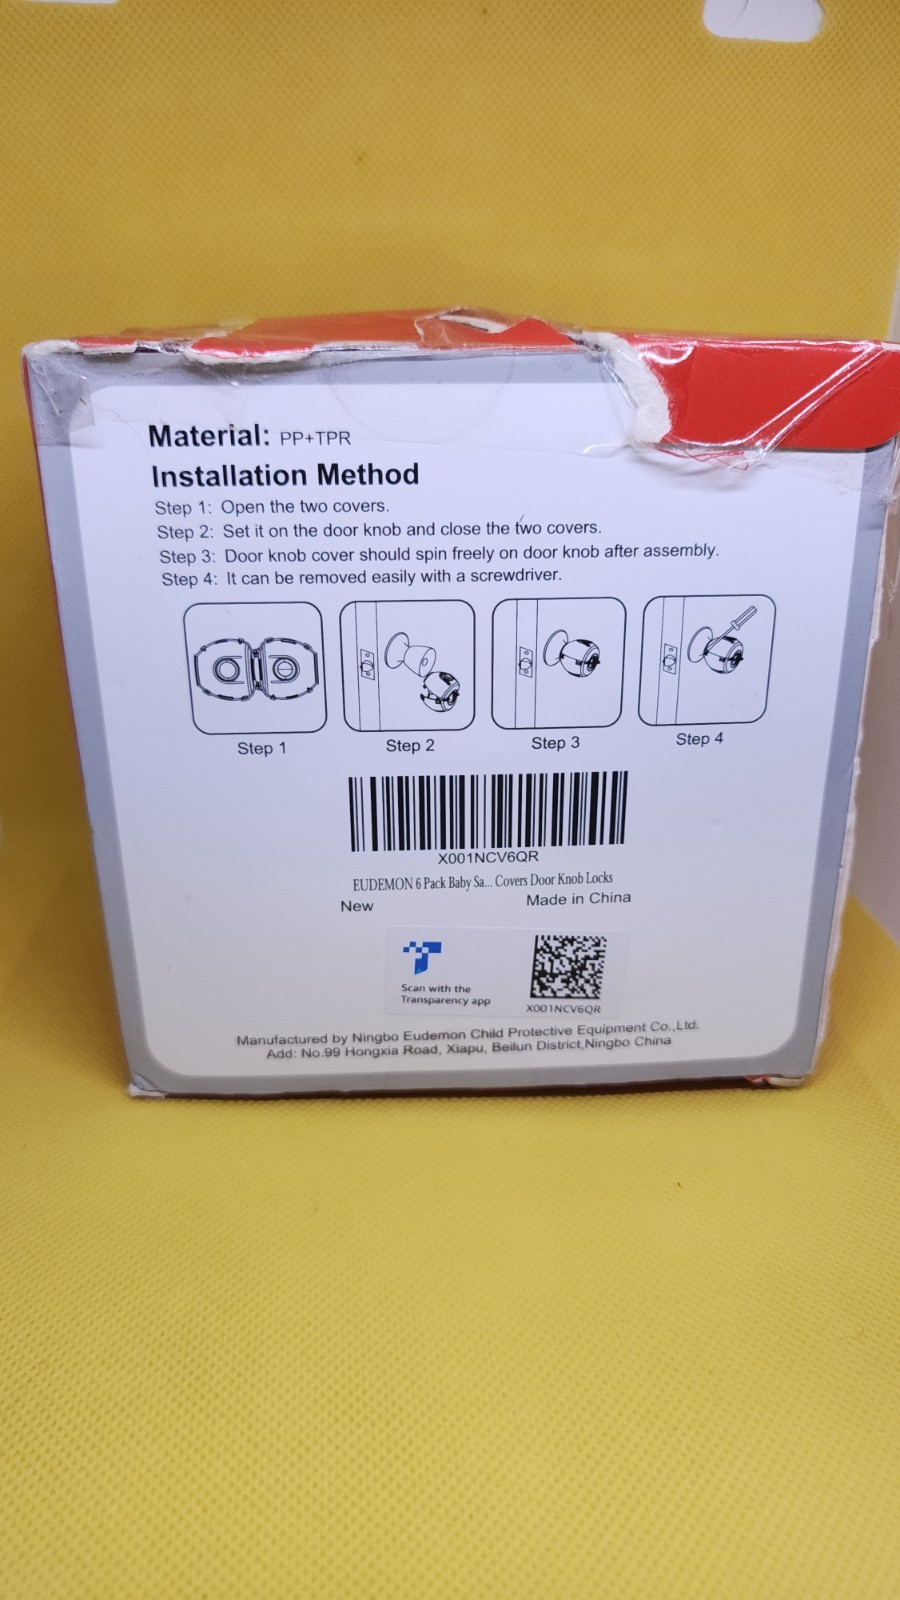 Material: PP+TPR
Installation Method
Step 1: Open the two covers.
Step 2: Set it on the door knob and close the two covers.
Step 3: Door knob cover should spin freely on door knob after assembly.
Step 4: It can be removed easily with a screwdriver.
Step 1 Step 2 Step 3 Step 4
X001NCV6QR
EUDEMON 6 Pack Baby Sa... Covers Door Knob Locks
New Made in China
Scan with the
Transparency app
X001NCV6QR
Manufactured by Ningbo Eudemon Child Protective Equipment Co.,Ltd.
Add: No.99 Hongxia Road, Xiapu, Beilun District,Ningbo China